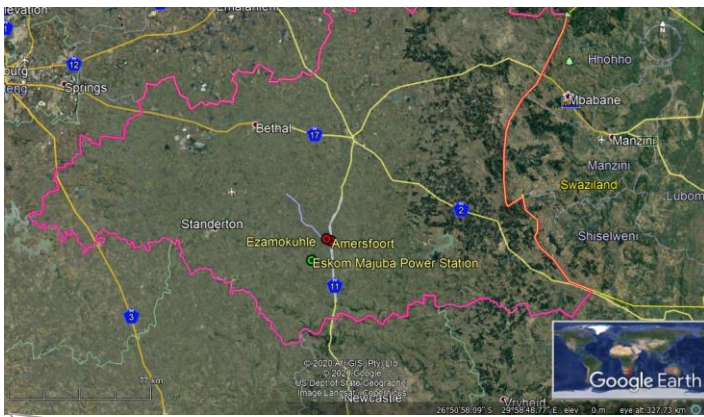 12
Springs
Bethal
N
17
Hhohho
Mbabane
Manzini
Manzini
Swaziland
2
Lubom
Standerton
Shiselweni
Ezamokuhle
Amersfoort
Eskom Majuba Power Station
N
11
3
© 2020 AfriGIS (Pty) Ltd.
© 2020 Google
US Dept of State Geographer
Image Landsat / Copernicus
77 km
Newcastle
Vryheid
Google Earth
26°50'58.09" S 29°58'48.77" E elev 0 m eye alt 327.73 km